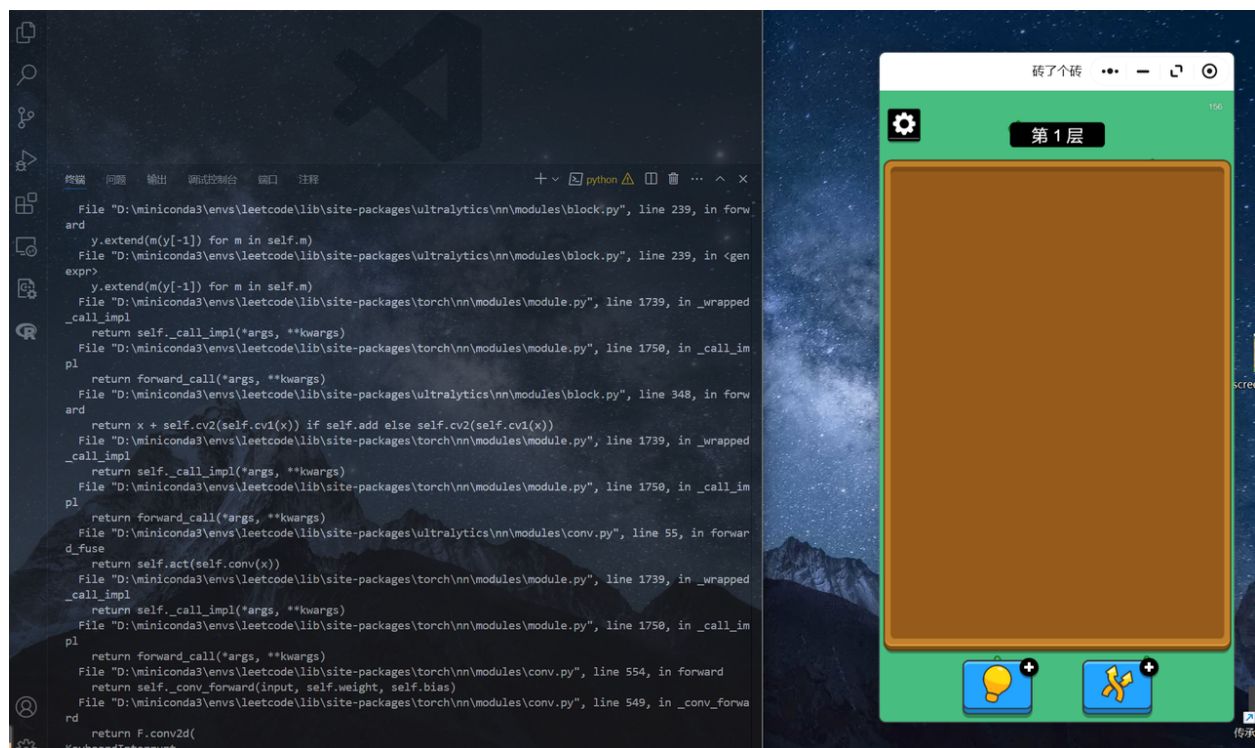 终端 问题 输出 调试控制台 端口 注释
python
File "D:\miniconda3\envs\leetcode\lib\site-packages\ultralytics\nn\modules\block.py", line 239, in forw
ard
y.extend(m(y[-1]) for m in self.m)
File "D:\miniconda3\envs\leetcode\lib\site-packages\ultralytics\nn\modules\block.py", line 239, in <gen
expr>
y.extend(m(y[-1]) for m in self.m)
File "D:\miniconda3\envs\leetcode\lib\site-packages\torch\nn\modules\module.py", line 1739, in _wrapped
_call_impl
return self._call_impl(*args, **kwargs)
File "D:\miniconda3\envs\leetcode\lib\site-packages\torch\nn\modules\module.py", line 1750, in _call_im
pl
return forward_call(*args, **kwargs)
File "D:\miniconda3\envs\leetcode\lib\site-packages\ultralytics\nn\modules\block.py", line 348, in forw
ard
return x + self.cv2(self.cv1(x)) if self.add else self.cv2(self.cv1(x))
File "D:\miniconda3\envs\leetcode\lib\site-packages\torch\nn\modules\module.py", line 1739, in _wrapped
_call_impl
return self._call_impl(*args, **kwargs)
File "D:\miniconda3\envs\leetcode\lib\site-packages\torch\nn\modules\module.py", line 1750, in _call_im
pl
return forward_call(*args, **kwargs)
File "D:\miniconda3\envs\leetcode\lib\site-packages\ultralytics\nn\modules\conv.py", line 55, in forwar
d_fuse
return self.act(self.conv(x))
File "D:\miniconda3\envs\leetcode\lib\site-packages\torch\nn\modules\module.py", line 1739, in _wrapped
_call_impl
return self._call_impl(*args, **kwargs)
File "D:\miniconda3\envs\leetcode\lib\site-packages\torch\nn\modules\module.py", line 1750, in _call_im
pl
return forward_call(*args, **kwargs)
File "D:\miniconda3\envs\leetcode\lib\site-packages\torch\nn\modules\conv.py", line 554, in forward
return self._conv_forward(input, self.weight, self.bias)
File "D:\miniconda3\envs\leetcode\lib\site-packages\torch\nn\modules\conv.py", line 549, in _conv_forwa
rd
return F.conv2d(
KeyboardInterrupt
砖了个砖
156
第 1 层
scree
传承